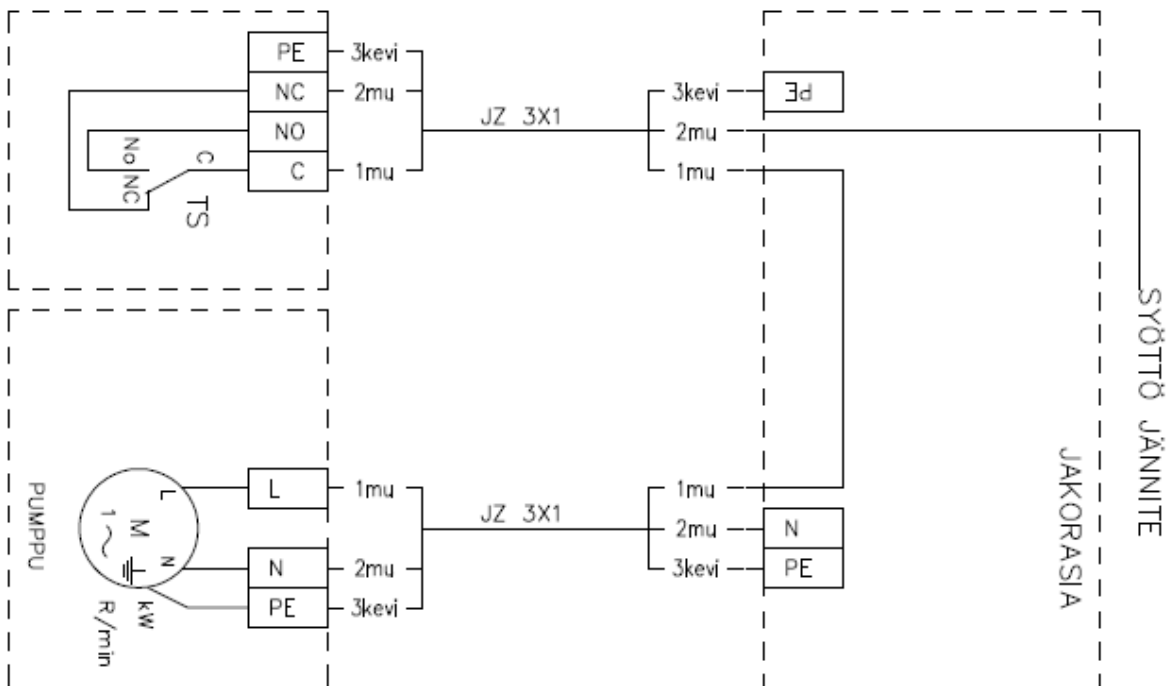 PE
3kevi
NC
2mu
NO
C
1mu
No
NC
C
TS
JZ 3X1
3kevi
PE
2mu
1mu
SYÖTTÖ JÄNNITE
JAKORASIA
L
1mu
N
2mu
PE
3kevi
JZ 3X1
1mu
2mu
N
3kevi
PE
L
M
N
1~
kW
R/min
PUMPPU